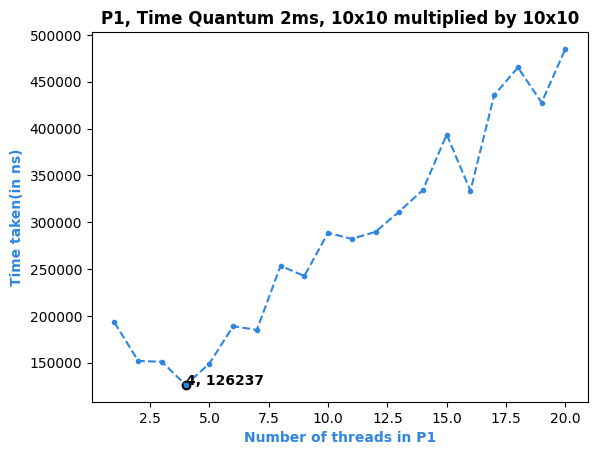 P1, Time Quantum 2ms, 10x10 multiplied by 10x10
500000
450000
400000
350000
300000
250000
200000
150000
4, 126237
2.5 5.0 7.5 10.0 12.5 15.0 17.5 20.0
Number of threads in P1
Time taken(in ns)